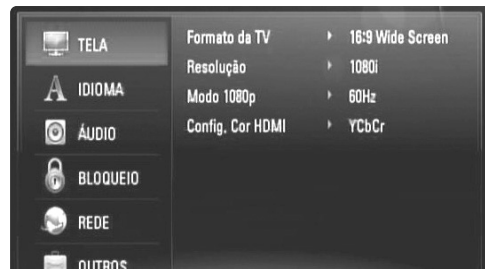 TELA
IDIOMA
ÁUDIO
BLOQUEIO
REDE
OUTROS
Formato da TV 16:9 Wide Screen
Resolução 1080i
Modo 1080p 60Hz
Config. Cor HDMI YCbCr